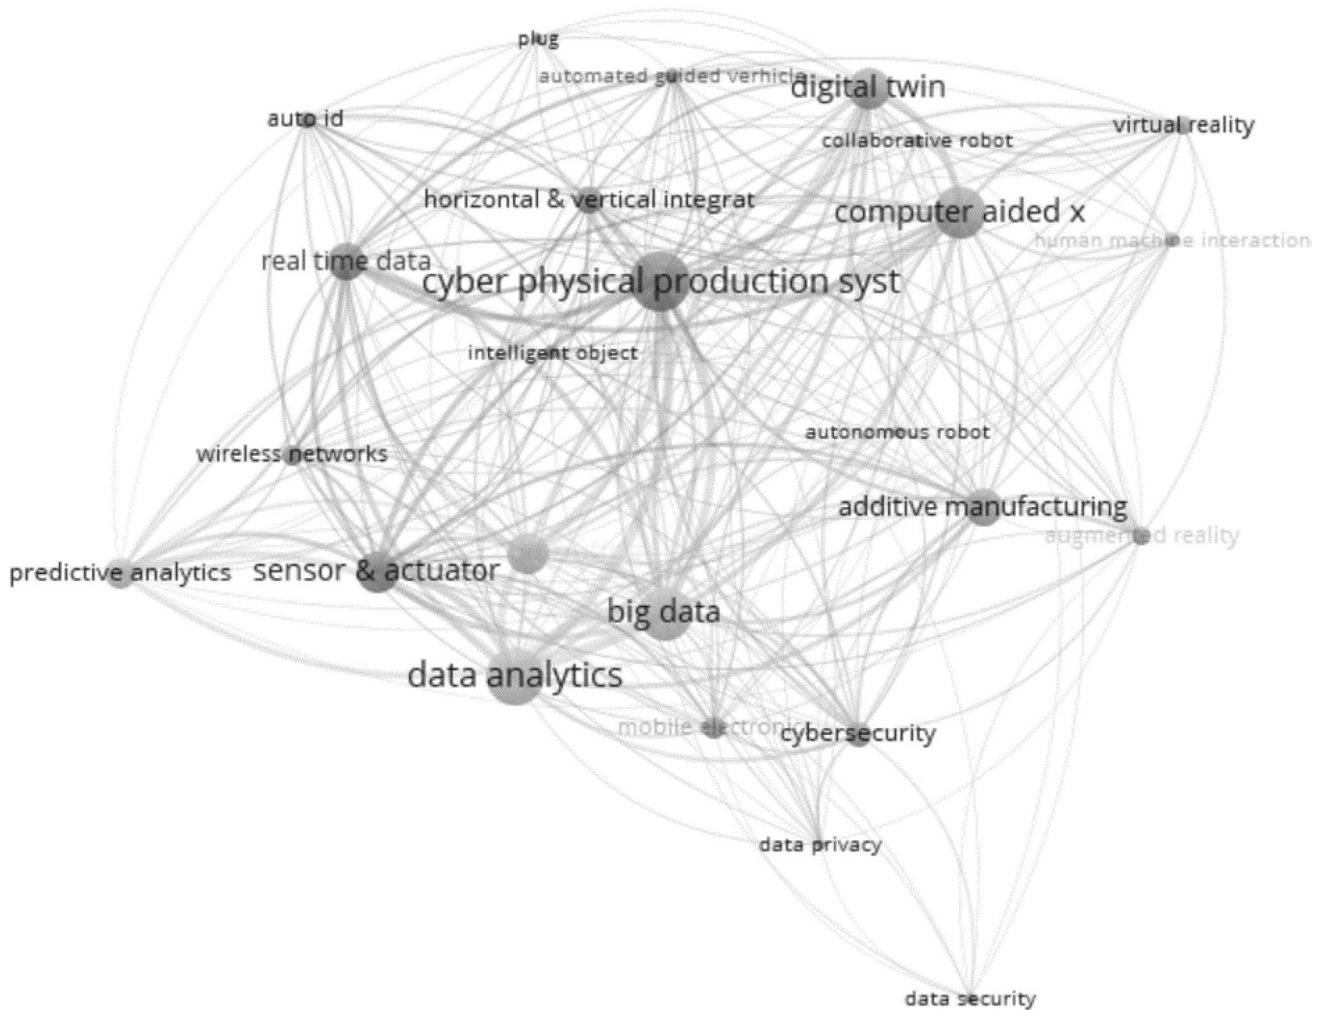 plug
automated guided verhicle
digital twin
auto id
virtual reality
collaborative robot
horizontal & vertical integrat
computer aided x
human machine interaction
real time data
cyber physical production syst
intelligent object
autonomous robot
wireless networks
additive manufacturing
augmented reality
predictive analytics
sensor & actuator
big data
data analytics
mobile electronics
cybersecurity
data privacy
data security